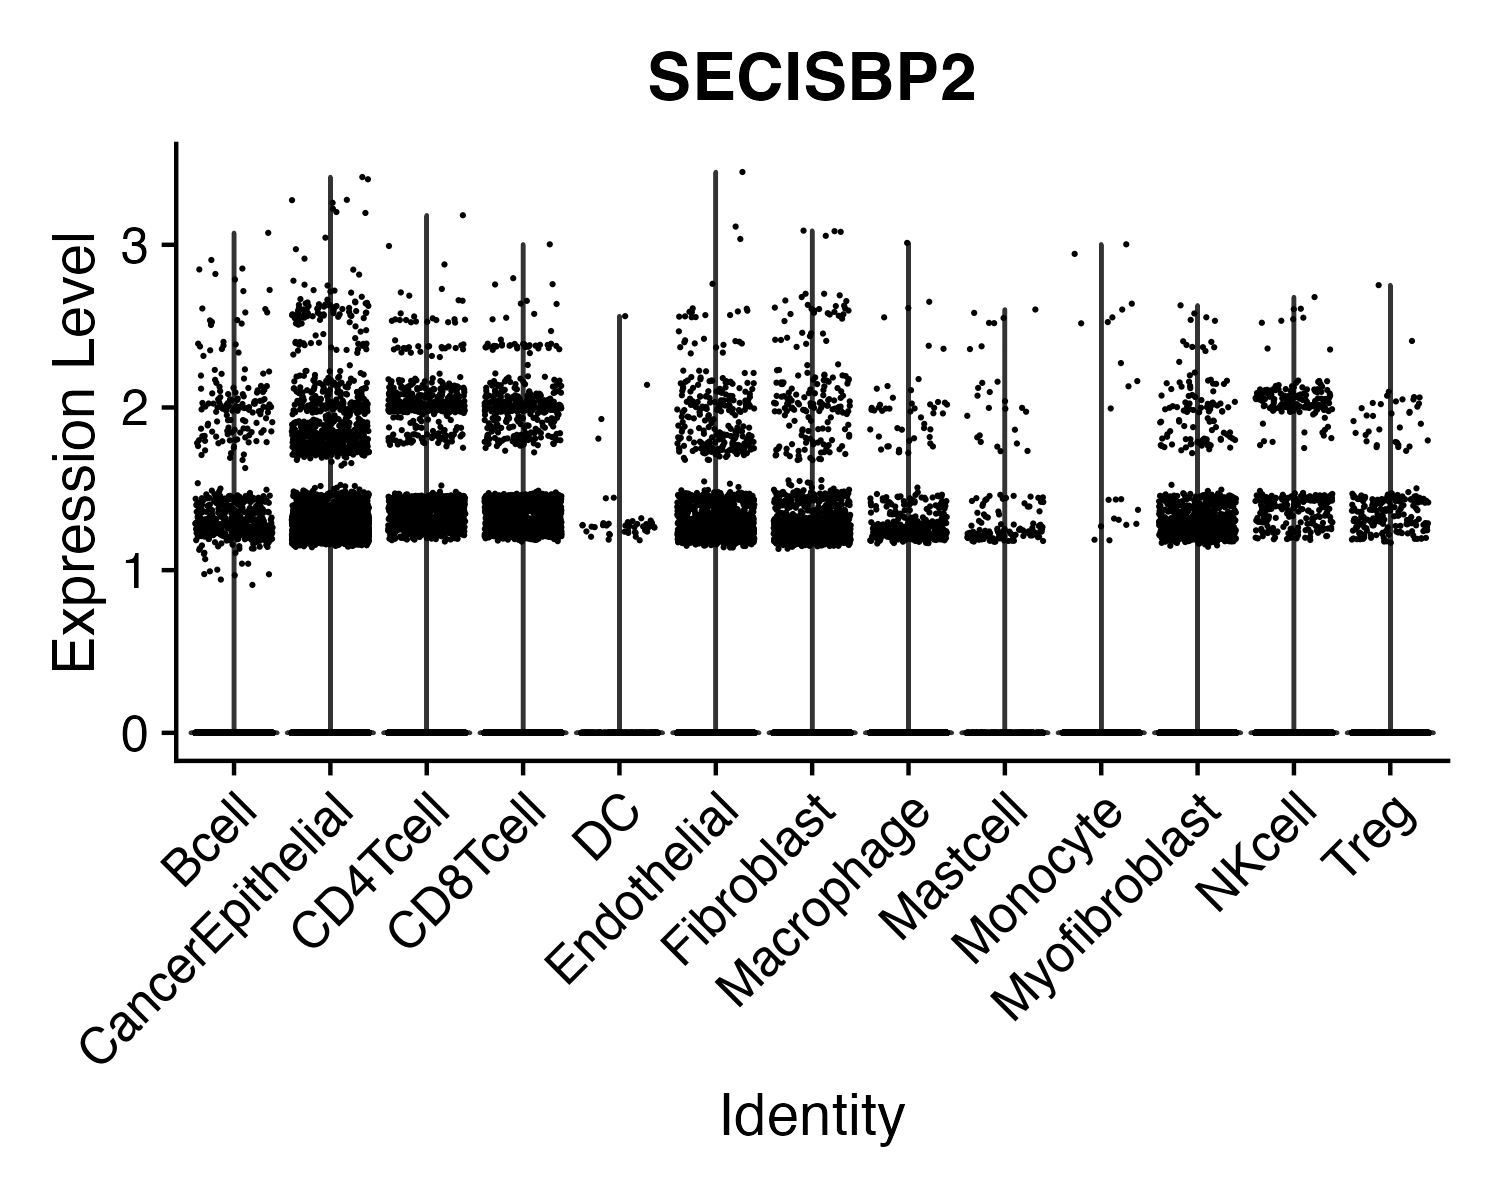 SECISBP2
Expression Level
3
2
1
0
Bcell
CancerEpithelial
CD4Tcell
CD8Tcell
DC
Endothelial
Fibroblast
Macrophage
Mastcell
Monocyte
Myofibroblast
NKcell
Treg
Identity